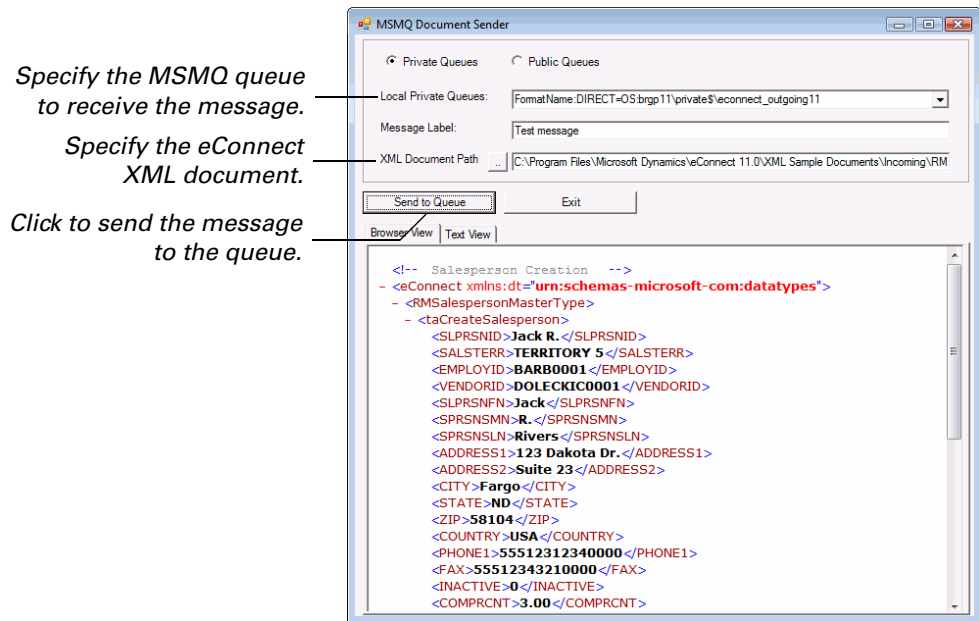 MSMQ Document Sender
Private Queues Public Queues
Specify the MSMQ queue
to receive the message.
Local Private Queues: FormatName:DIRECT=OS:brgp11\private$\econnect_outgoing11
Message Label: Test message
Specify the eConnect
XML document.
XML Document Path .. C:\Program Files\Microsoft Dynamics\eConnect 11.0\XML Sample Documents\Incoming\RM
Click to send the message
to the queue.
Send to Queue Exit
Browser View Text View
<!-- Salesperson Creation -->
- <eConnect xmlns:dt="urn:schemas-microsoft-com:datatypes">
- <RMSalespersonMasterType>
- <taCreateSalesperson>
<SLPRSNID>Jack R.</SLPRSNID>
<SALSTERR>TERRITORY 5</SALSTERR>
<EMPLOYID>BARB0001</EMPLOYID>
<VENDORID>DOLECKIC0001</VENDORID>
<SLPRSNFN>Jack</SLPRSNFN>
<SPRSNSMN>R.</SPRSNSMN>
<SPRSNSLN>Rivers</SPRSNSLN>
<ADDRESS1>123 Dakota Dr.</ADDRESS1>
<ADDRESS2>Suite 23</ADDRESS2>
<CITY>Fargo</CITY>
<STATE>ND</STATE>
<ZIP>58104</ZIP>
<COUNTRY>USA</COUNTRY>
<PHONE1>55512312340000</PHONE1>
<FAX>55512343210000</FAX>
<INACTIVE>0</INACTIVE>
<COMPRCNT>3.00</COMPRCNT>